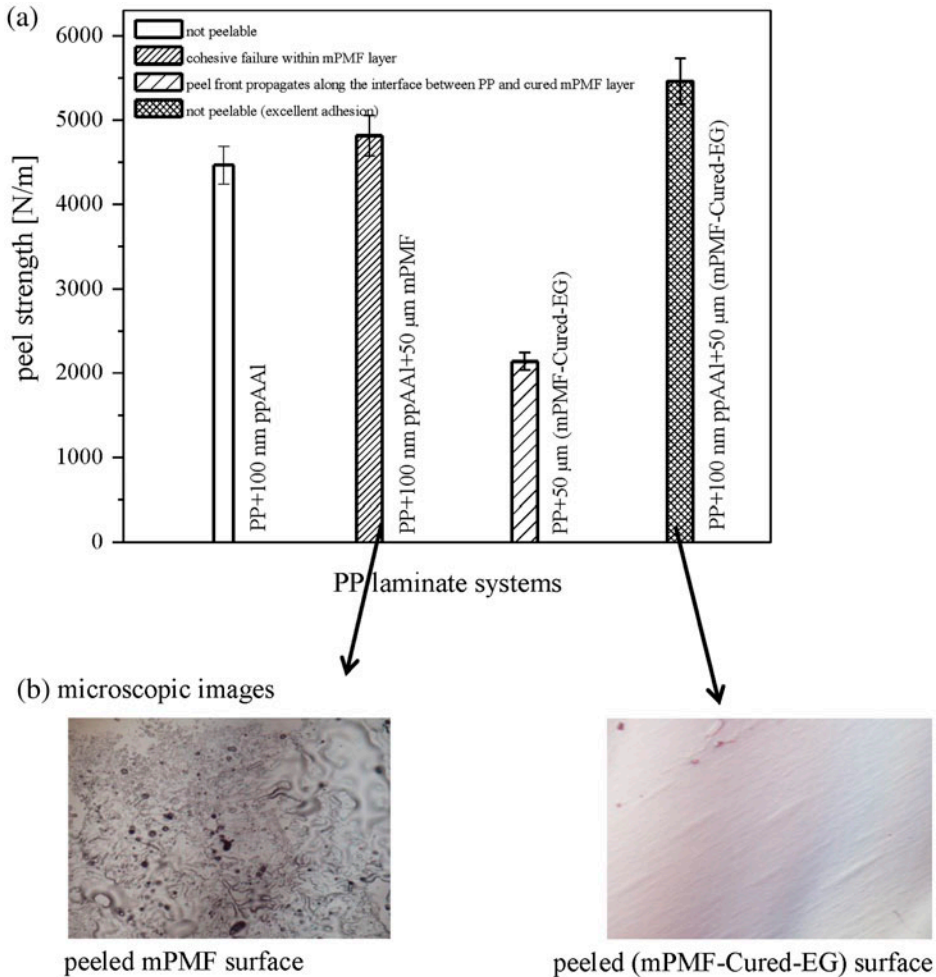 (a)
not peelable
cohesive failure within mPMF layer
peel front propagates along the interface between PP and cured mPMF layer
not peelable (excellent adhesion)
peel strength [N/m]
6000
5000
4000
3000
2000
1000
0
PP+100 nm ppAAl
PP+100 nm ppAAl+50 μm mPMF
PP+50 μm (mPMF-Cured-EG)
PP+100 nm ppAAl+50 μm (mPMF-Cured-EG)
PP laminate systems
(b) microscopic images
peeled mPMF surface
peeled (mPMF-Cured-EG) surface